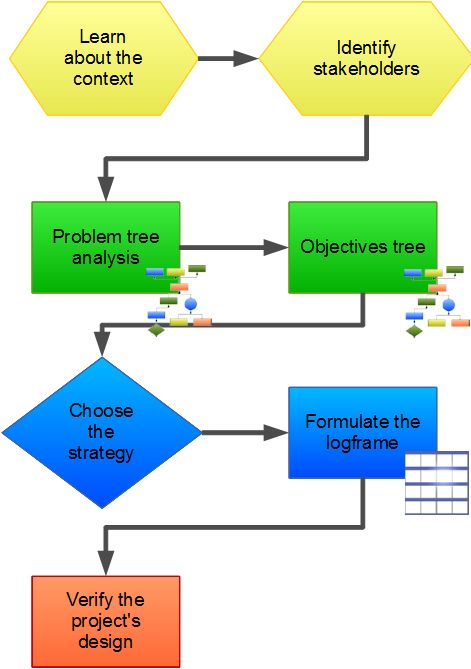 Learn
about the
context
Identify
stakeholders
Problem tree
analysis
Objectives tree
Choose
the
strategy
Formulate the
logframe
Verify the
project's
design